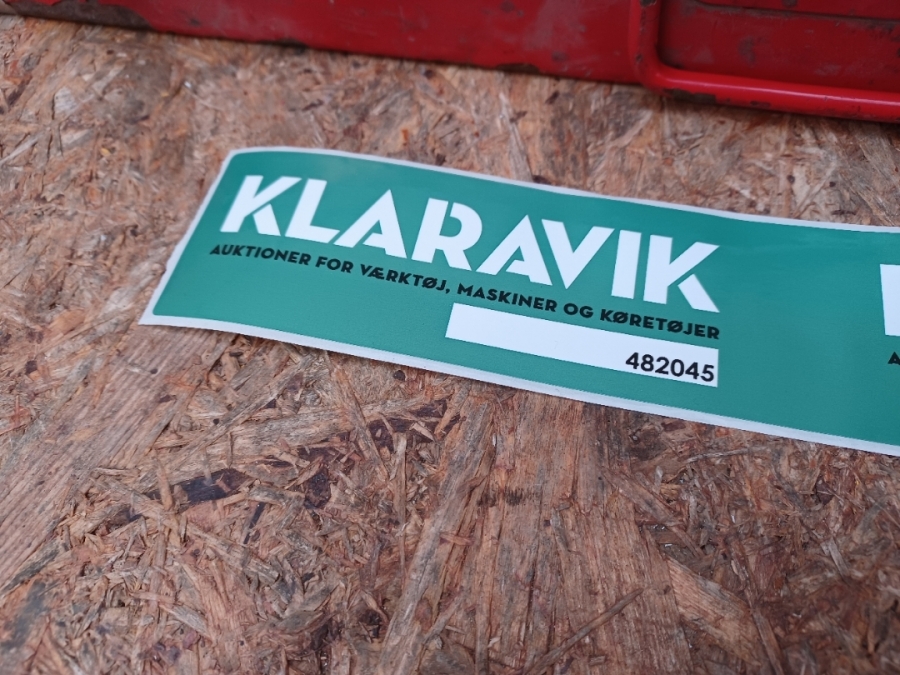 KLARAVIK
AUKTIONER FOR VÆRKTØJ, MASKINER OG KØRETØJER
482045